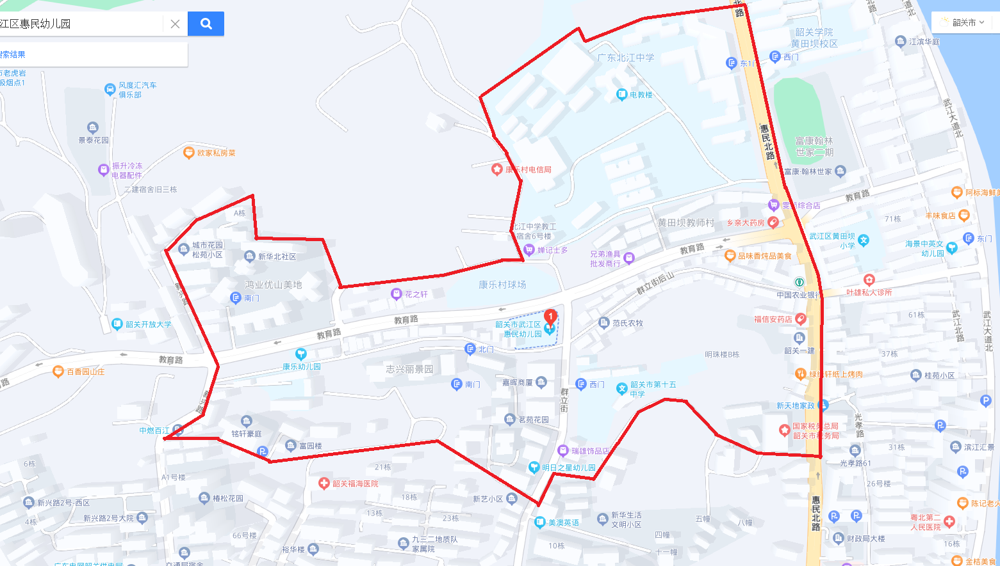 江区惠民幼儿园
韶关市
搜索结果
市老虎岩
吸烟点1
风度汇汽车
俱乐部
景泰花园
振升冷冻
电器配件
欧家私房菜
二建宿舍旧三栋
A栋
城市花园
松苑小区
新华北社区
鸿业优山美地
南门
韶关开放大学
教育路
百香园山庄
教育路
康乐幼儿园
教育路
花之轩
康乐村球场
康乐村电信局
北江中学教工
宿舍6号楼
婵记士多
兄弟渔具
批发商行
黄田坝教师村
教育路
群立街后山
广东北江中学
电教楼
东1门
西门
韶关学院
黄田坝校区
江滨华庭
武江大道北
惠民北路
富康翰林
世家二期
富康·翰林世家
教育路
阿标海鲜美
丰味食店
71栋
乡亲大药房
品味香炖品美食
武江区黄田坝
小学
海景中英文
幼儿园
东门
中国农业银行
叶雄私人诊所
福信安药店
61栋
武江北路
武江大道北
韶关一建
37栋
韶关市武江区
惠民幼儿园
1
范氏农牧
明珠楼B栋
北门
志兴丽景园
南门
嘉晖商厦
西门
群立街
韶关市第十五
中学
桂苑小区
新天地家政
光孝路
国家税务总局
韶关市税务局
茗苑花园
中燃百江
铭轩豪庭
富园楼
瑞雄饰品店
明日之星幼儿园
31栋
滨江汇景
光孝路61
6栋
A1号楼
21栋
韶关福海医院
18栋
新艺小区
26号楼
新兴路2号-西区
椿松花园
新兴路2号大院
4栋
13栋
23栋
美澳英语
新华生活
文明小区
五幢
八幢
惠民北路
陈记老火
粤北第二
人民医院
66号楼
九三二地质队
家属院
四幢
财政局大楼
裕华楼
10栋
十一幢
16栋
金桔美食
交通局宿舍